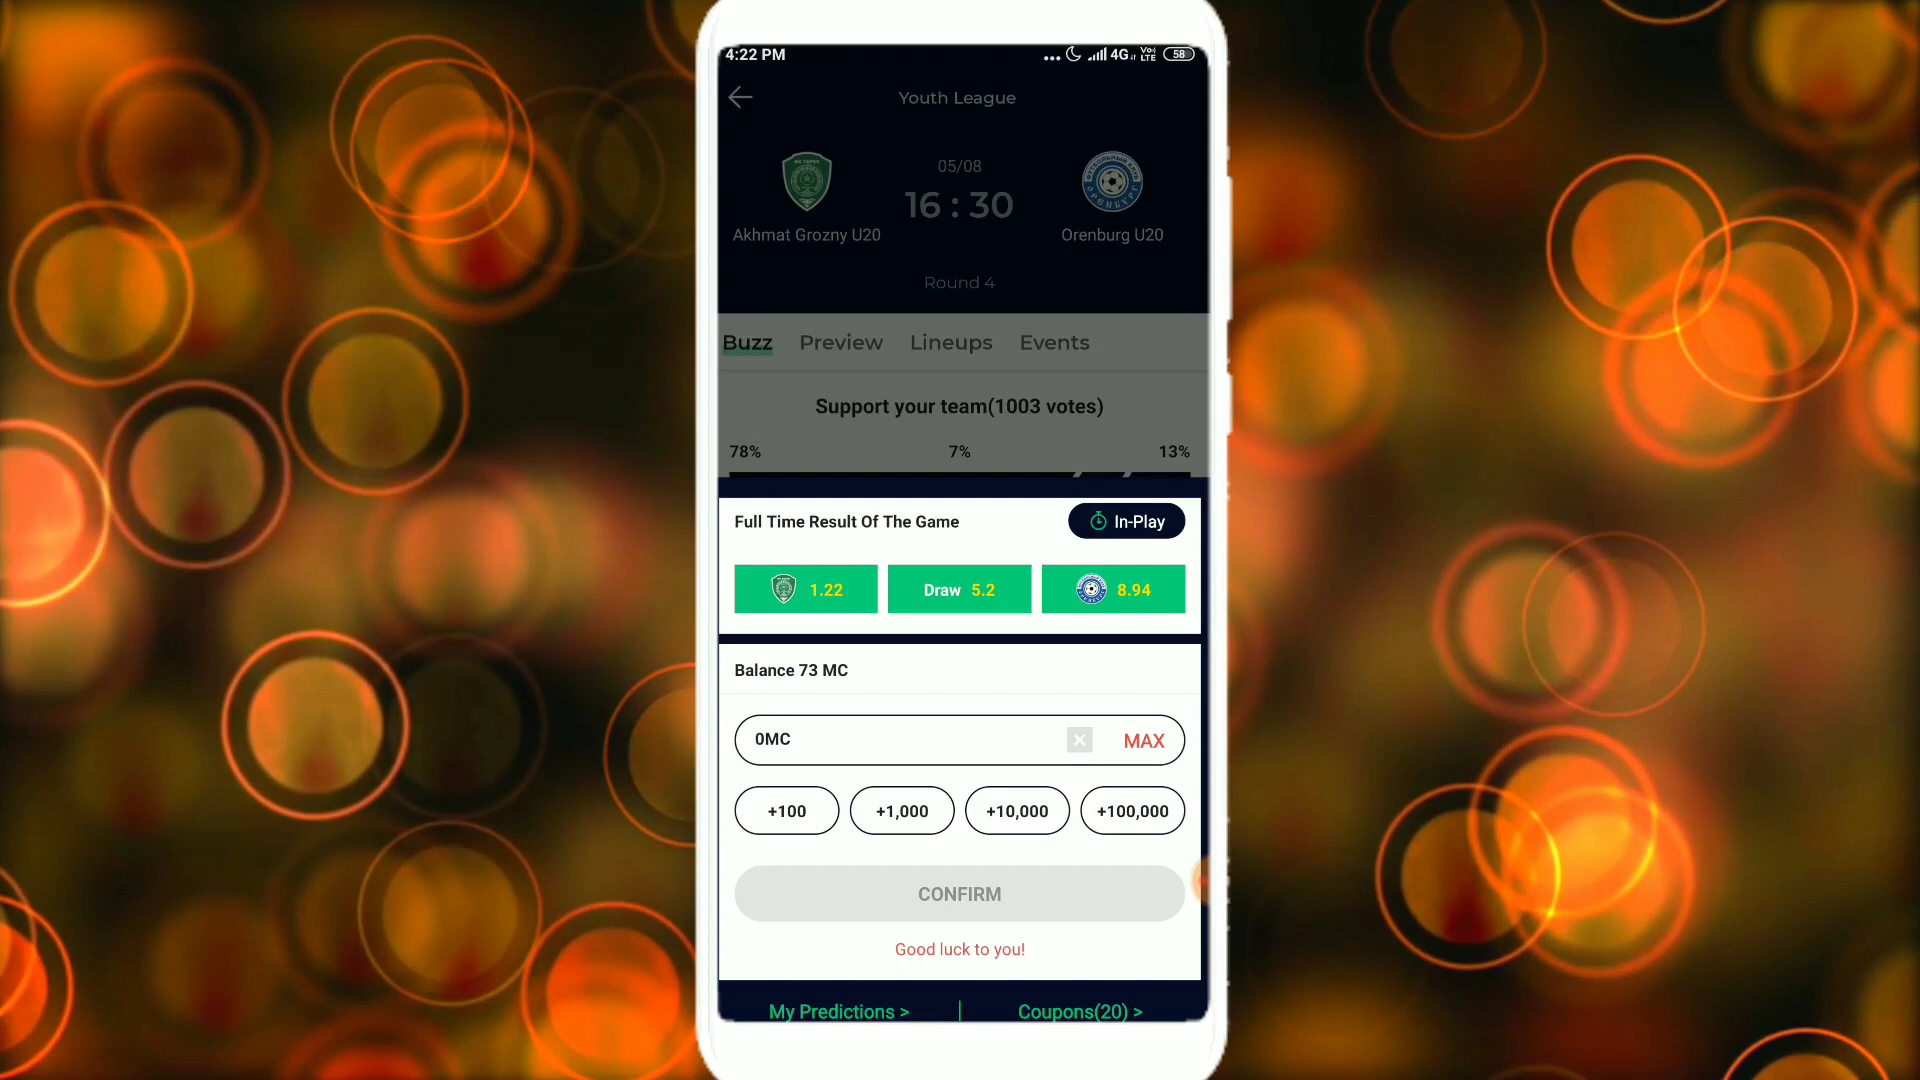 4:22 PM
4G
Vo)
LTE
58
Youth League
05/08
16 : 30
Akhmat Grozny U20
Orenburg U20
Round 4
Buzz Preview Lineups Events
Support your team(1003 votes)
78% 7% 13%
Full Time Result Of The Game
In-Play
1.22
Draw 5.2
8.94
Balance 73 MC
0MC
MAX
+100 +1,000 +10,000 +100,000
CONFIRM
Good luck to you!
My Predictions > | Coupons(20) >